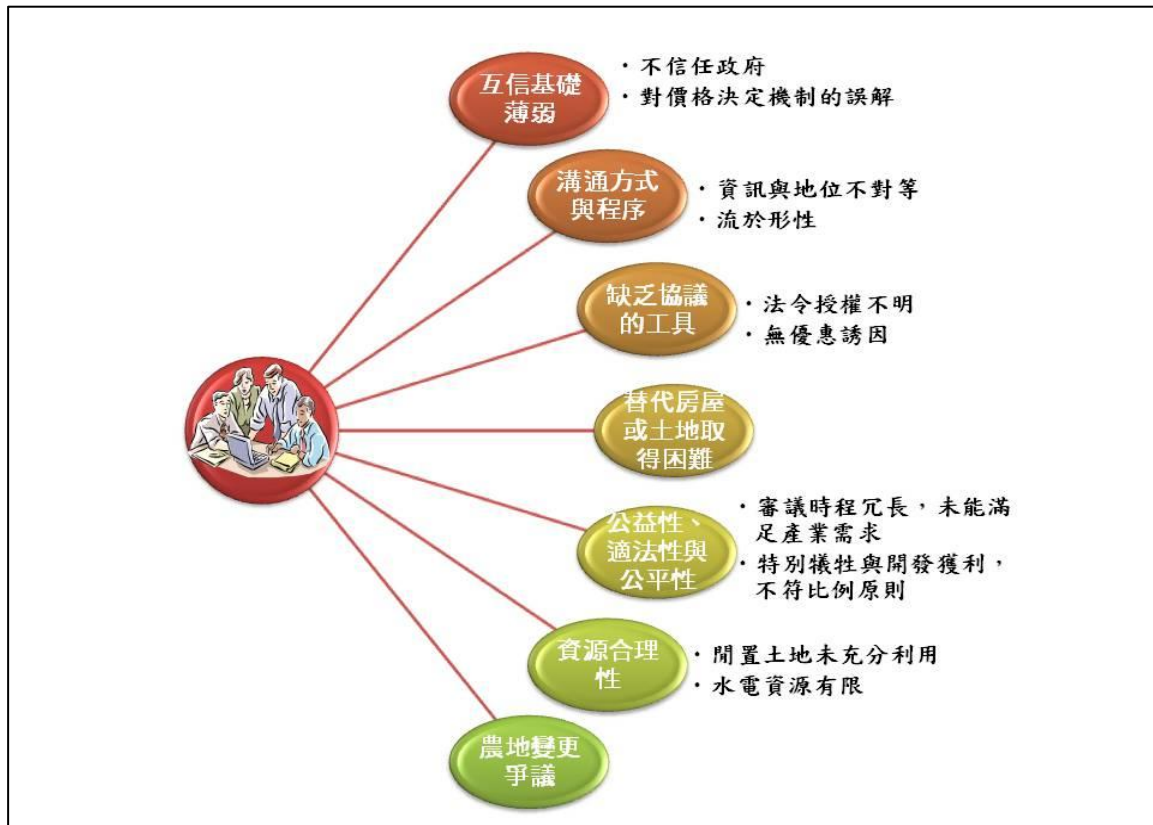 互信基礎
薄弱
・不信任政府
・對價格決定機制的誤解
溝通方式
與程序
・資訊與地位不對等
・流於形性
缺乏協議
的工具
・法令授權不明
・無優惠誘因
替代房屋
或土地取
得困難
公益性、
適法性與
公平性
・審議時程冗長，未能滿
足產業需求
・特別犧牲與開發獲利，
不符比例原則
資源合理
性
・閒置土地未充分利用
・水電資源有限
農地變更
爭議